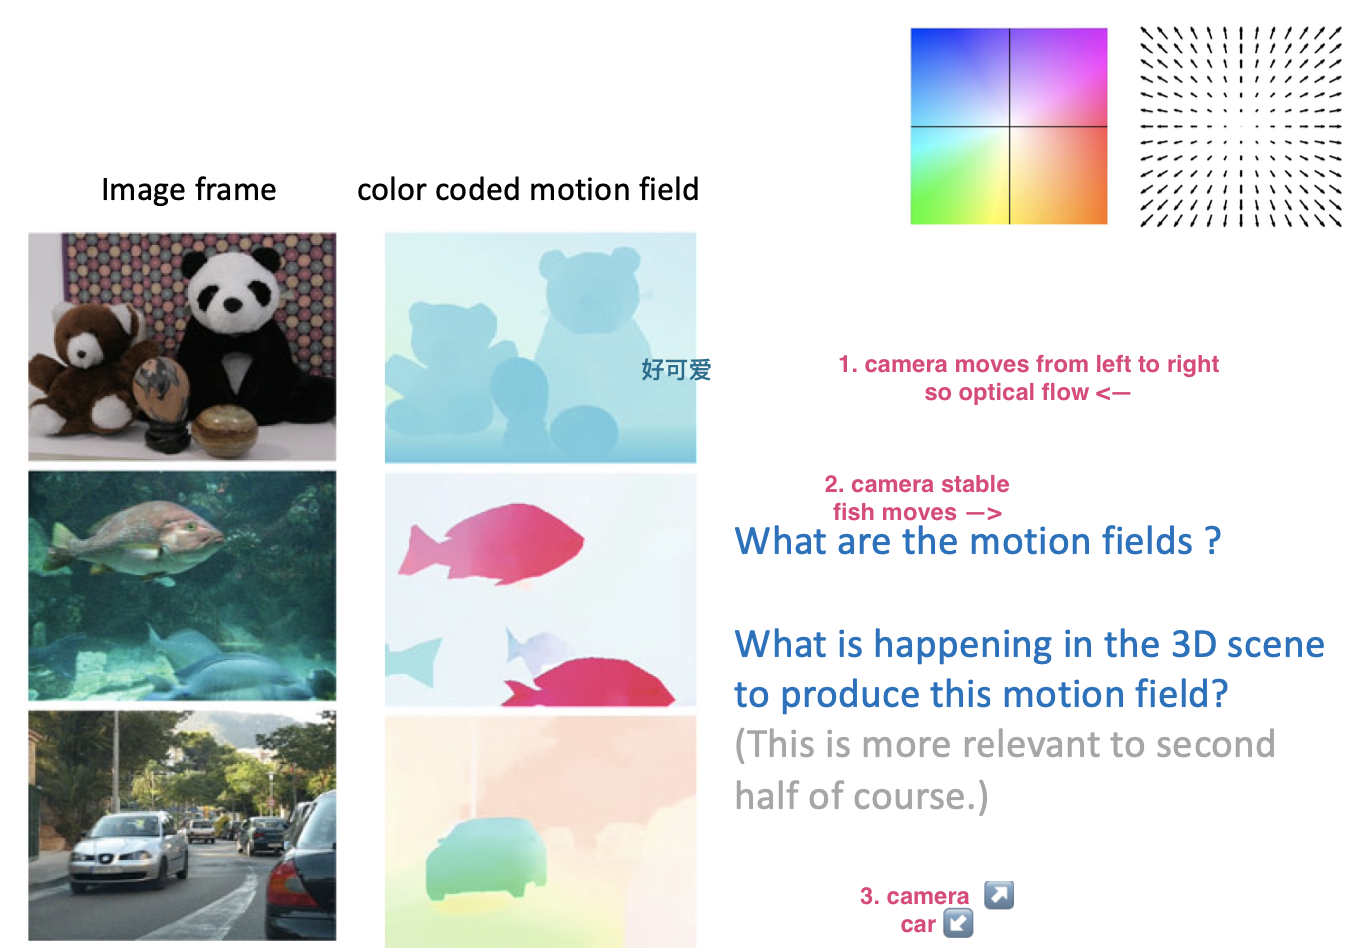 Image frame
color coded motion field
好可爱
1. camera moves from left to right
so optical flow <—
2. camera stable
fish moves —>
What are the motion fields ?
What is happening in the 3D scene
to produce this motion field?
(This is more relevant to second
half of course.)
3. camera ↗️
car ↙️